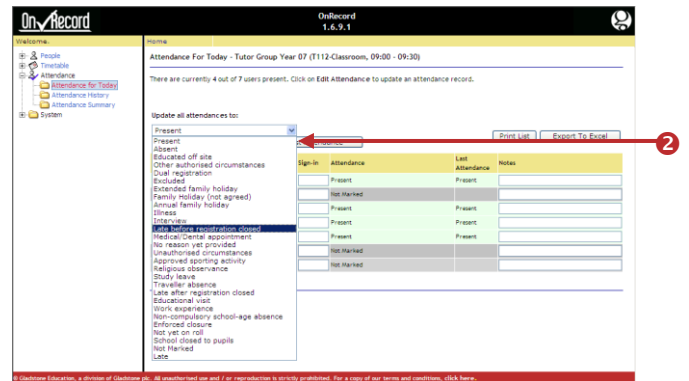 On Record
OnRecord
1.6.9.1
Welcome.
Home
People
Timetable
Attendance
Attendance for Today
Attendance History
Attendance Summary
System
Attendance For Today - Tutor Group Year 07 (T112-Classroom, 09:00 - 09:30)
There are currently 4 out of 7 users present. Click on Edit Attendance to update an attendance record.
Update all attendances to:
Present
Print List Export To Excel
2
Present
Absent
Educated off site
Other authorised circumstances
Dual registration
Excluded
Extended family holiday
Family Holiday (not agreed)
Annual family holiday
Illness
Interview
Late before registration closed
Medical/Dental appointment
No reason yet provided
Unauthorised circumstances
Approved sporting activity
Religious observance
Study leave
Traveller absence
Late after registration closed
Educational visit
Work experience
Non-compulsory school-age absence
Enforced closure
Not yet on roll
School closed to pupils
Not Marked
Late
Sign-in Attendance Last Attendance Notes
Present Present
Not Marked
Present Present
Present Present
Present Present
Not Marked
Not Marked
© Gladstone Education, a division of Gladstone plc. All unauthorised use and / or reproduction is strictly prohibited. For a copy of our terms and conditions, click here.